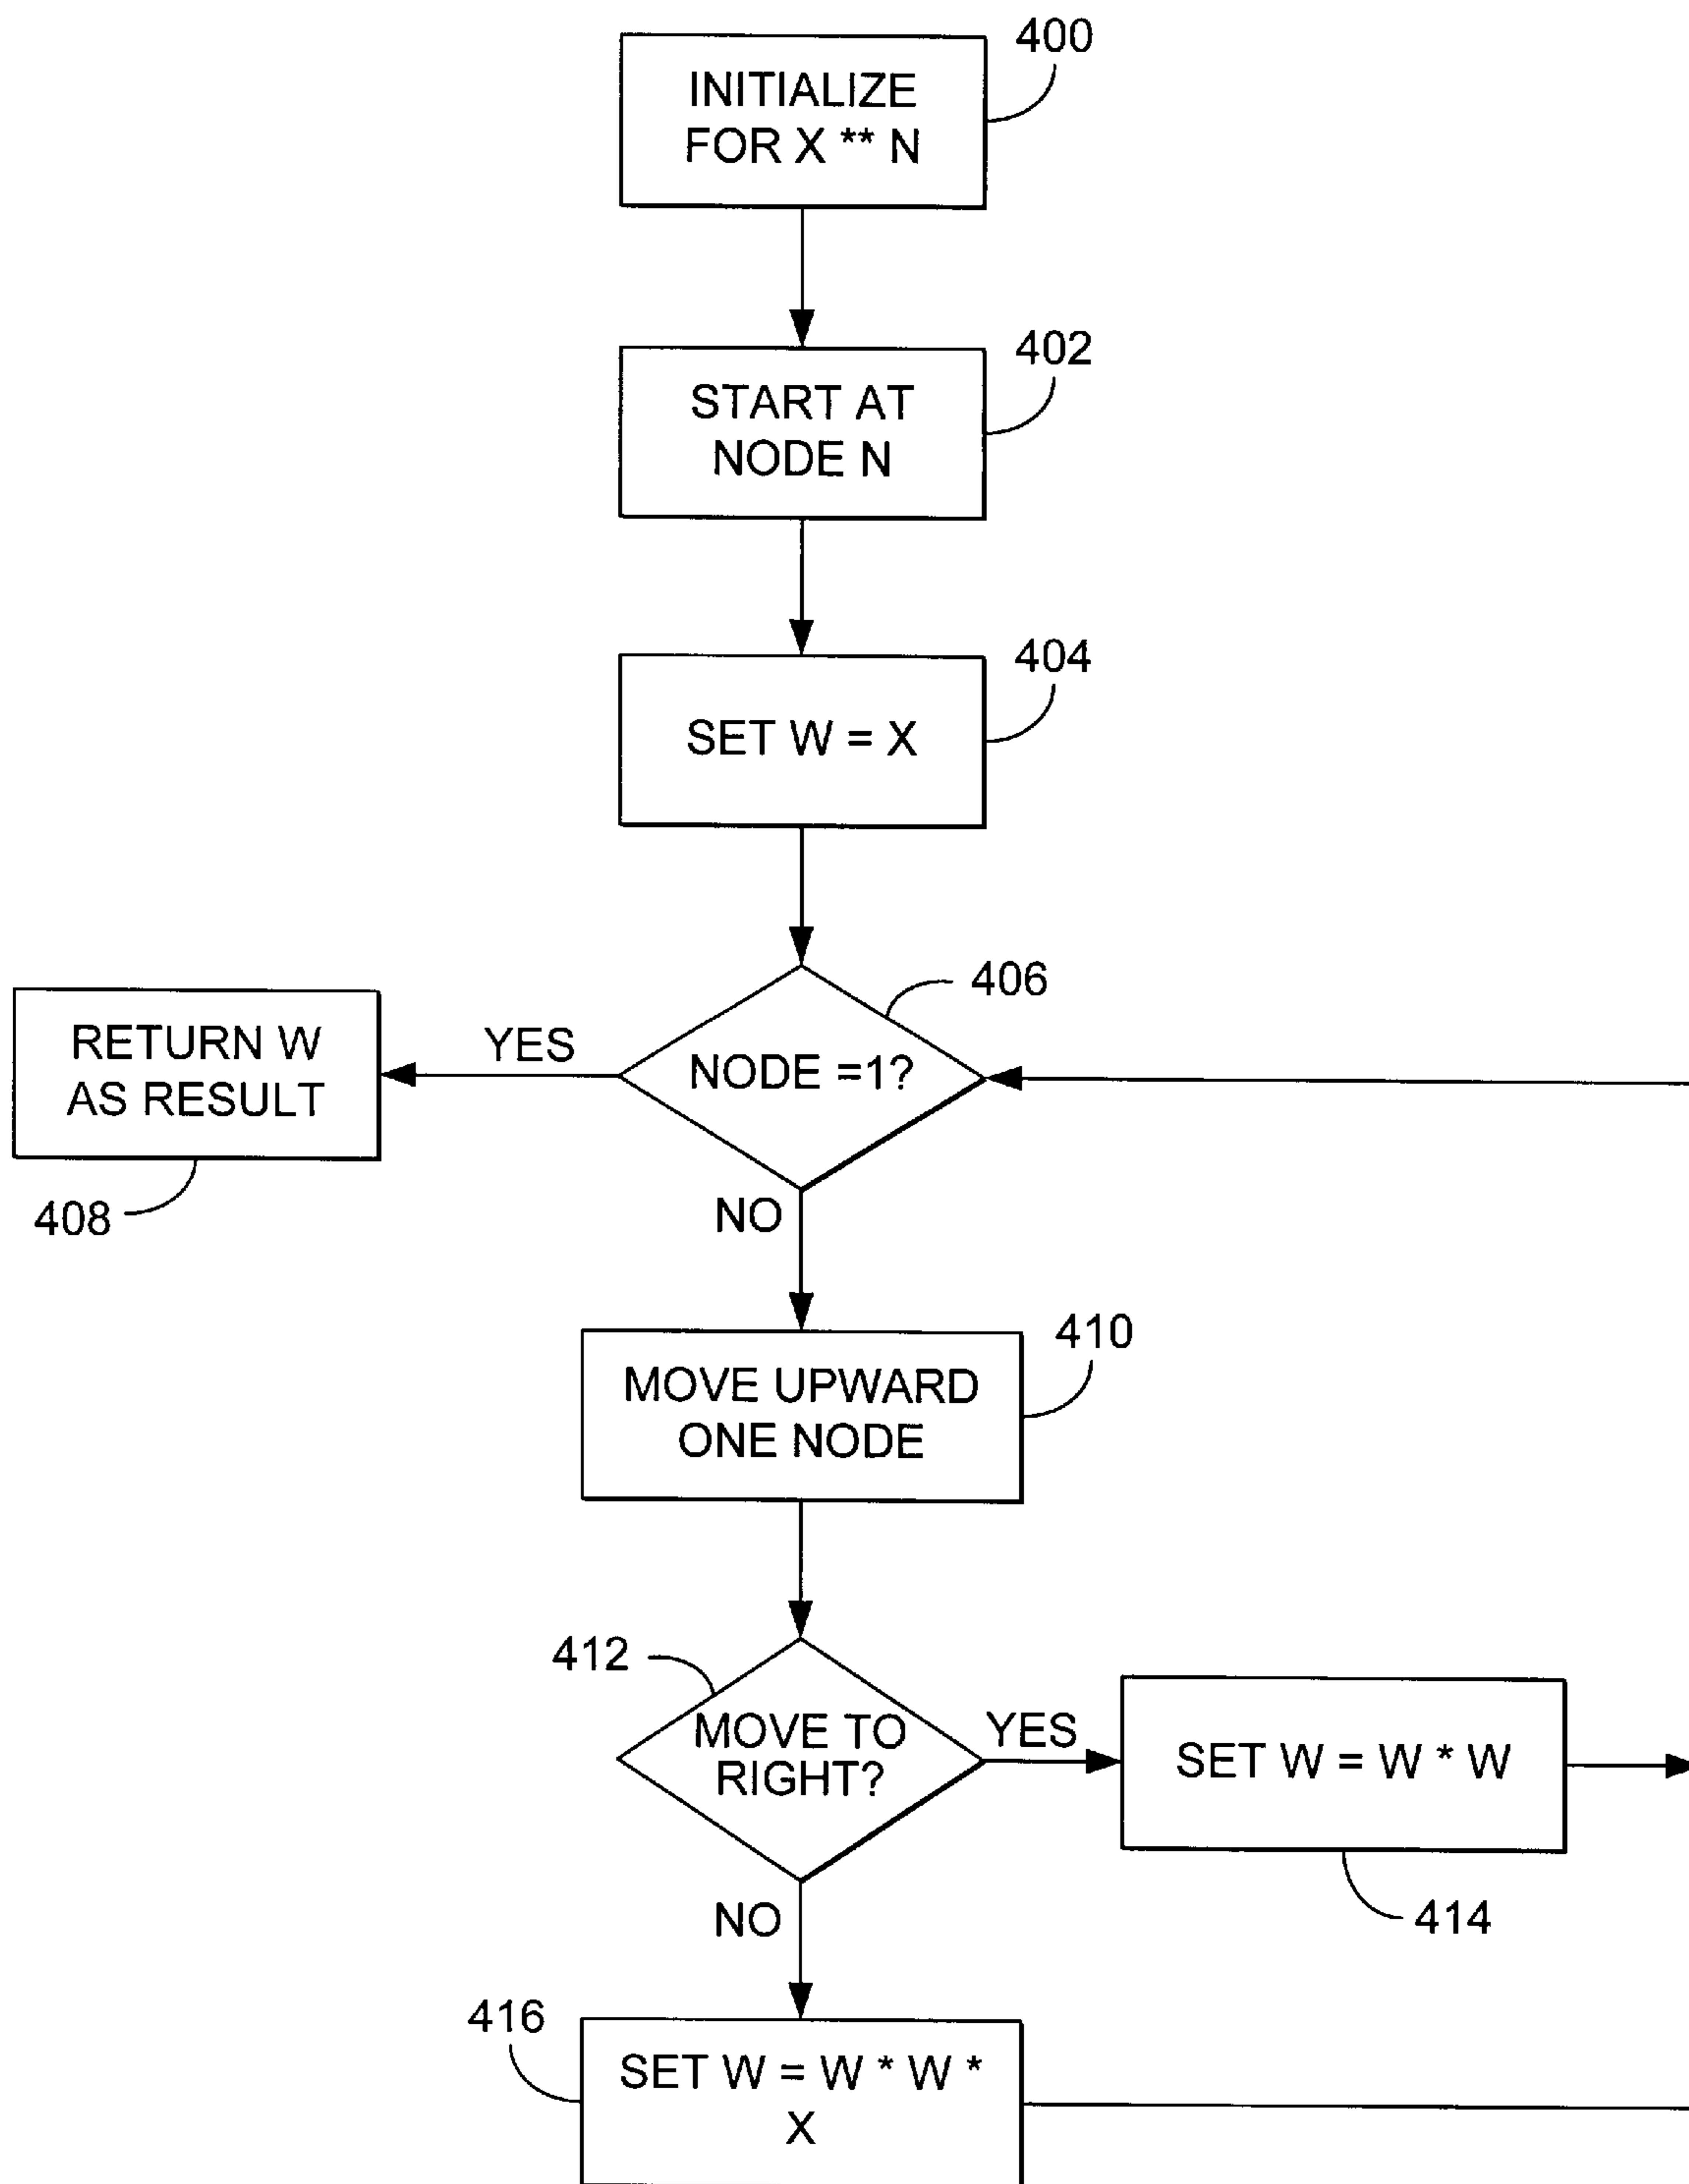 400
INITIALIZE
FOR X ** N
402
START AT
NODE N
404
SET W = X
406
NODE =1?
YES
RETURN W
AS RESULT
408
NO
410
MOVE UPWARD
ONE NODE
412
MOVE TO
RIGHT?
YES
SET W = W * W
414
NO
416
SET W = W * W *
X